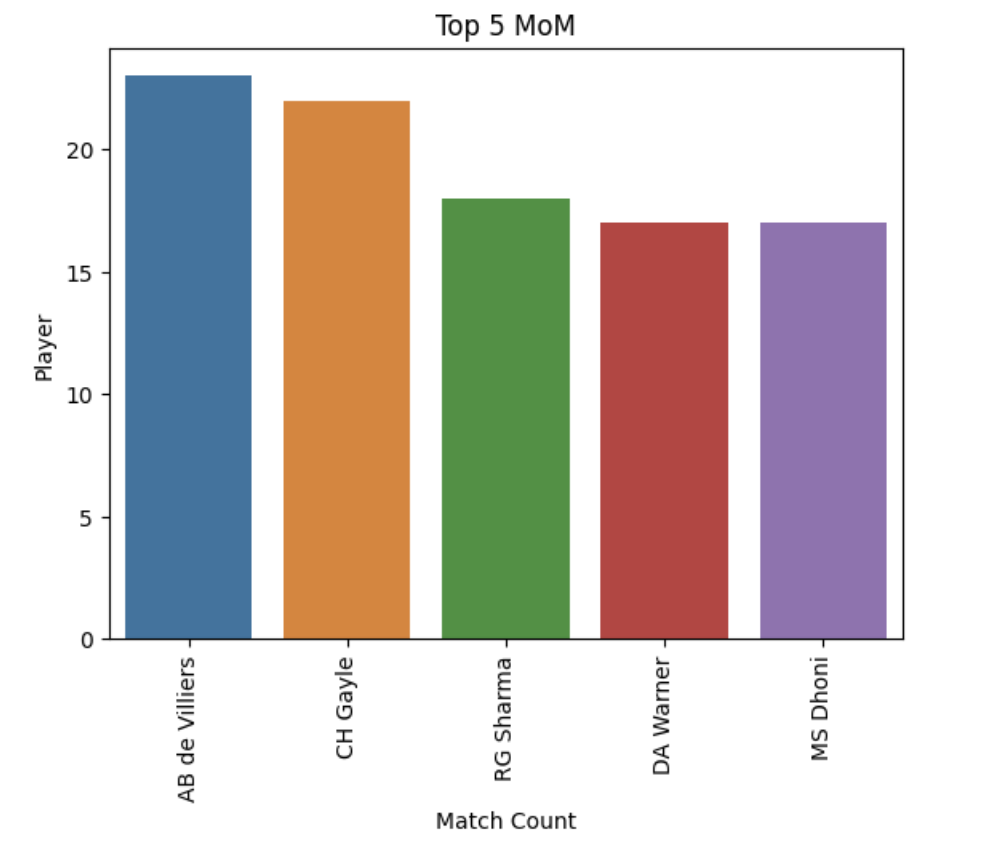 Top 5 MoM
Player
20
15
10
5
0
AB de Villiers
CH Gayle
RG Sharma
DA Warner
MS Dhoni
Match Count